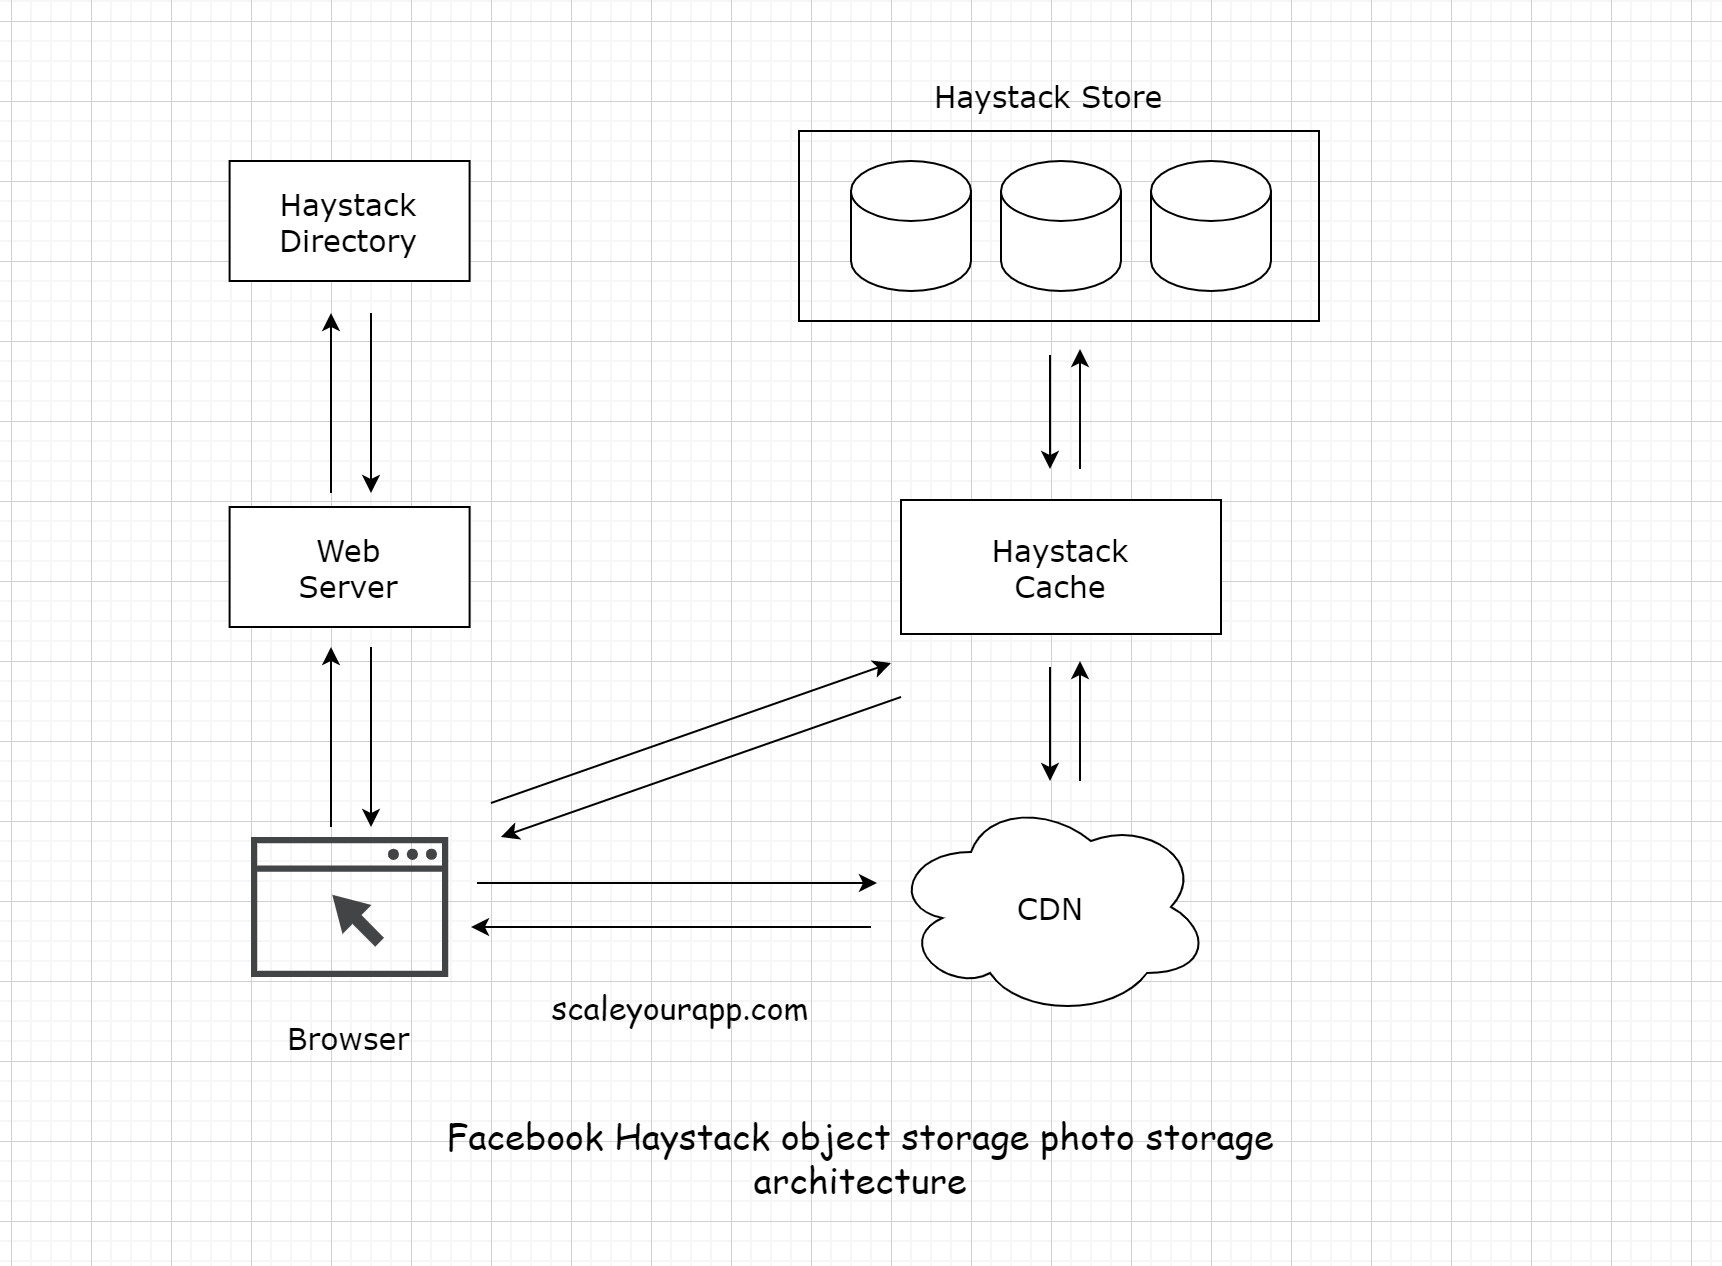 Haystack Store
Haystack
Directory
Web
Server
Haystack
Cache
CDN
scaleyourapp.com
Browser
Facebook Haystack object storage photo storage
architecture